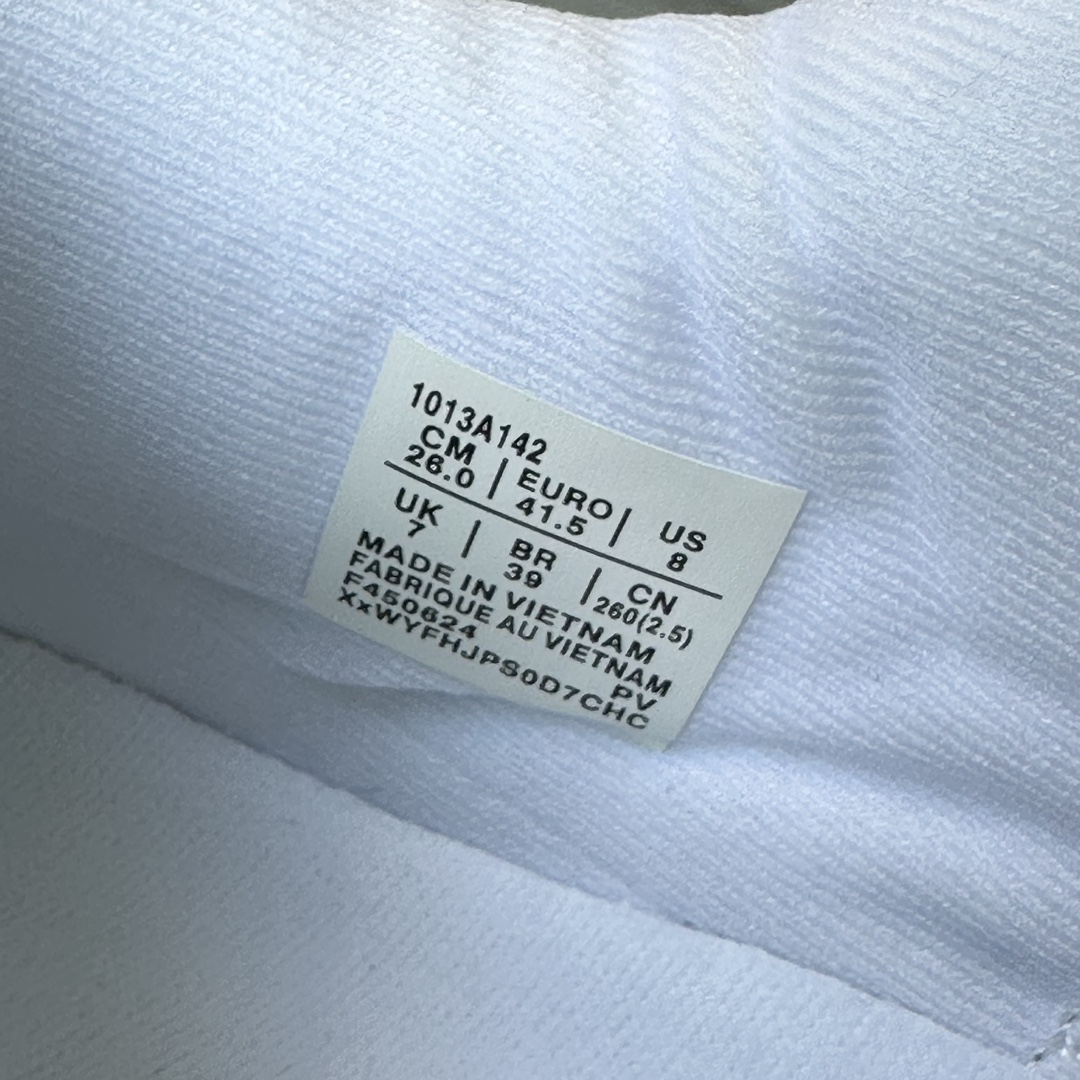 1013A142
CM | EURO | US
26.0 41.5 8
UK | BR | CN
7 39 260(2.5)
MADE IN VIETNAM
FABRIQUE AU VIETNAM
F450624 PV
XxWYFHJPS0D7CHC